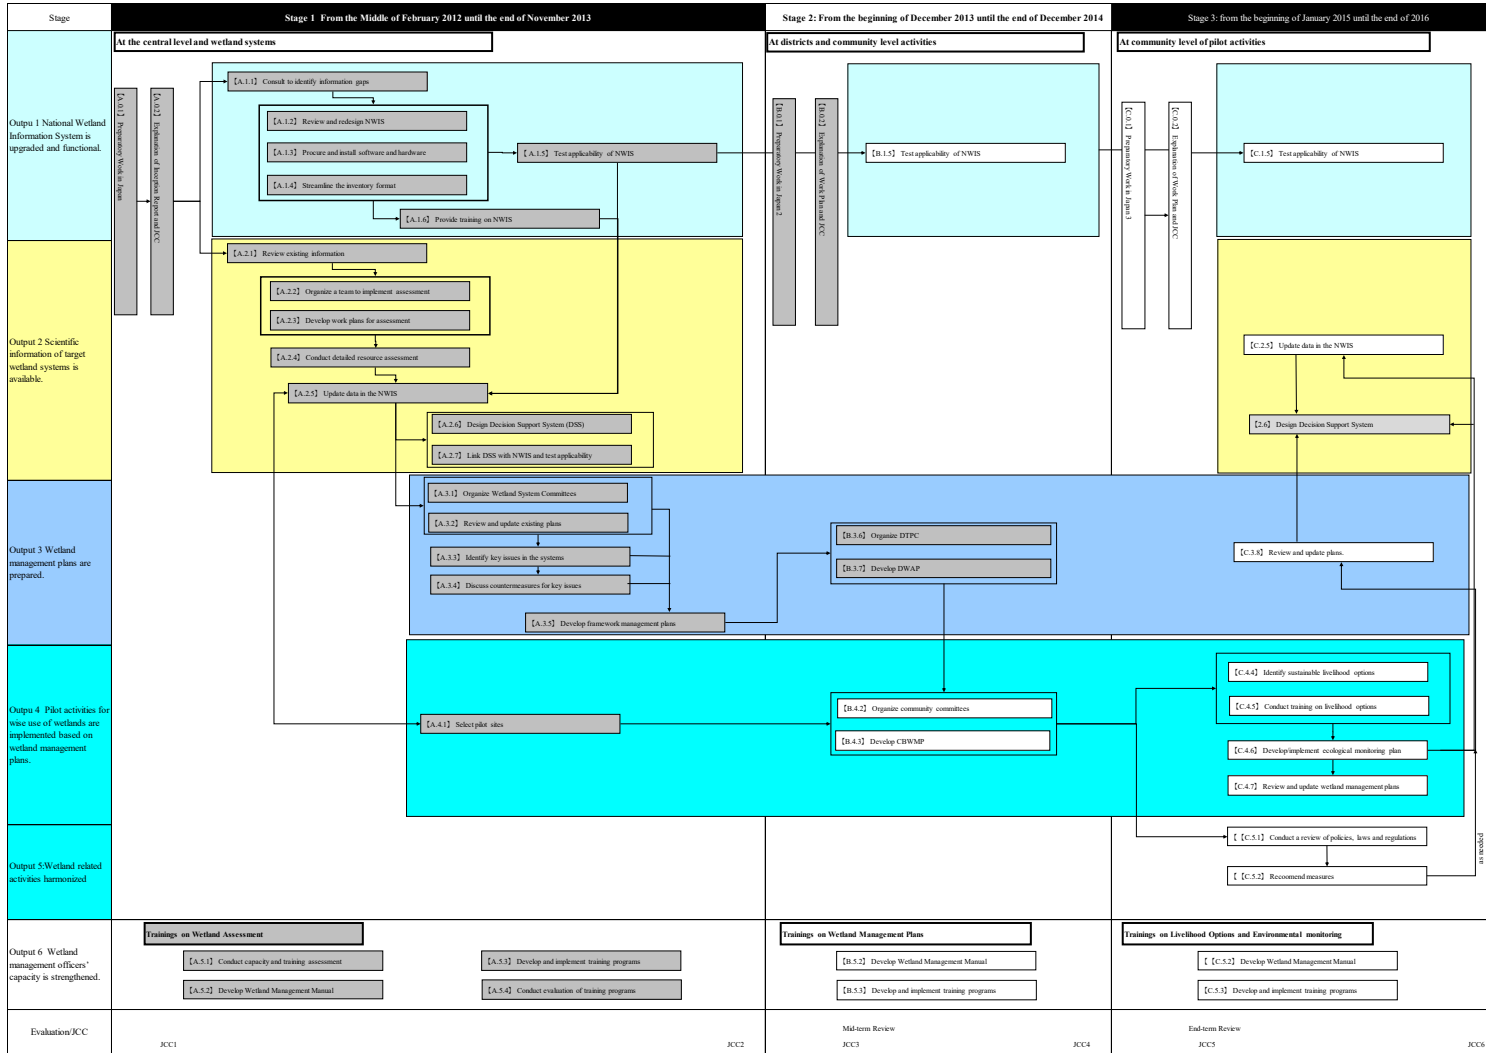 Stage
Stage 1 From the Middle of February 2012 until the end of November 2013
Stage 2: From the beginning of December 2013 until the end of December 2014
Stage 3: from the beginning of January 2015 until the end of 2016
At the central level and wetland systems
At districts and community level activities
At community level of pilot activities
Outpu 1 National Wetland
Information System is
upgraded and functional.
【A.0.1】 Preparatory Work in Japan
【A.0.2】 Explanation of Inception Report and JCC
【A.1.1】 Consult to identify information gaps
【A.1.2】 Review and redesign NWIS
【A.1.3】 Procure and install software and hardware
【A.1.4】 Streamline the inventory format
【A.1.5】 Test applicability of NWIS
【A.1.6】 Provide training on NWIS
【B.0.1】 Preparatory Work in Japan 2
【B.0.2】 Explanation of Work Plan and JCC
【B.1.5】 Test applicability of NWIS
【C.0.1】 Preparatory Work in Japan 3
【C.0.2】 Explanation of Work Plan and JCC
【C.1.5】 Test applicability of NWIS
Output 2 Scientific
information of target
wetland systems is
available.
【A.2.1】 Review existing information
【A.2.2】 Organize a team to implement assessment
【A.2.3】 Develop work plans for assessment
【A.2.4】 Conduct detailed resource assessment
【A.2.5】 Update data in the NWIS
【A.2.6】 Design Decision Support System (DSS)
【A.2.7】 Link DSS with NWIS and test applicability
【C.2.5】 Update data in the NWIS
【2.6】 Design Decision Support System
Output 3 Wetland
management plans are
prepared.
【A.3.1】 Organize Wetland System Committees
【A.3.2】 Review and update existing plans
【A.3.3】 Identify key issues in the systems
【A.3.4】 Discuss countermeasures for key issues
【A.3.5】 Develop framework management plans
【B.3.6】 Organize DTPC
【B.3.7】 Develop DWAP
【C.3.8】 Review and update plans.
Outpu 4 Pilot activities for
wise use of wetlands are
implemented based on
wetland management
plans.
【A.4.1】 Select pilot sites
【B.4.2】 Organize community committees
【B.4.3】 Develop CBWMP
【C.4.4】 Identify sustainable livelihood options
【C.4.5】 Conduct training on livelihood options
【C.4.6】 Develop/implement ecological monitoring plan
【C.4.7】 Review and update wetland management plans
Output 5:Wetland related
activities harmonized
【【C.5.1】 Conduct a review of policies, laws and regulations
【【C.5.2】 Recoomend measures
as needed
Output 6 Wetland
management officers'
capacity is strengthened.
Trainings on Wetland Assessment
【A.5.1】 Conduct capacity and training assessment
【A.5.2】 Develop Wetland Management Manual
【A.5.3】 Develop and implement training programs
【A.5.4】 Conduct evaluation of training programs
Trainings on Wetland Management Plans
【B.5.2】 Develop Wetland Management Manual
【B.5.3】 Develop and implement training programs
Trainings on Livelihood Options and Environmental monitoring
【【C.5.2】 Develop Wetland Management Manual
【C.5.3】 Develop and implement training programs
Evaluation/JCC
Mid-term Review
End-term Review
JCC1
JCC2
JCC3
JCC4
JCC5
JCC6